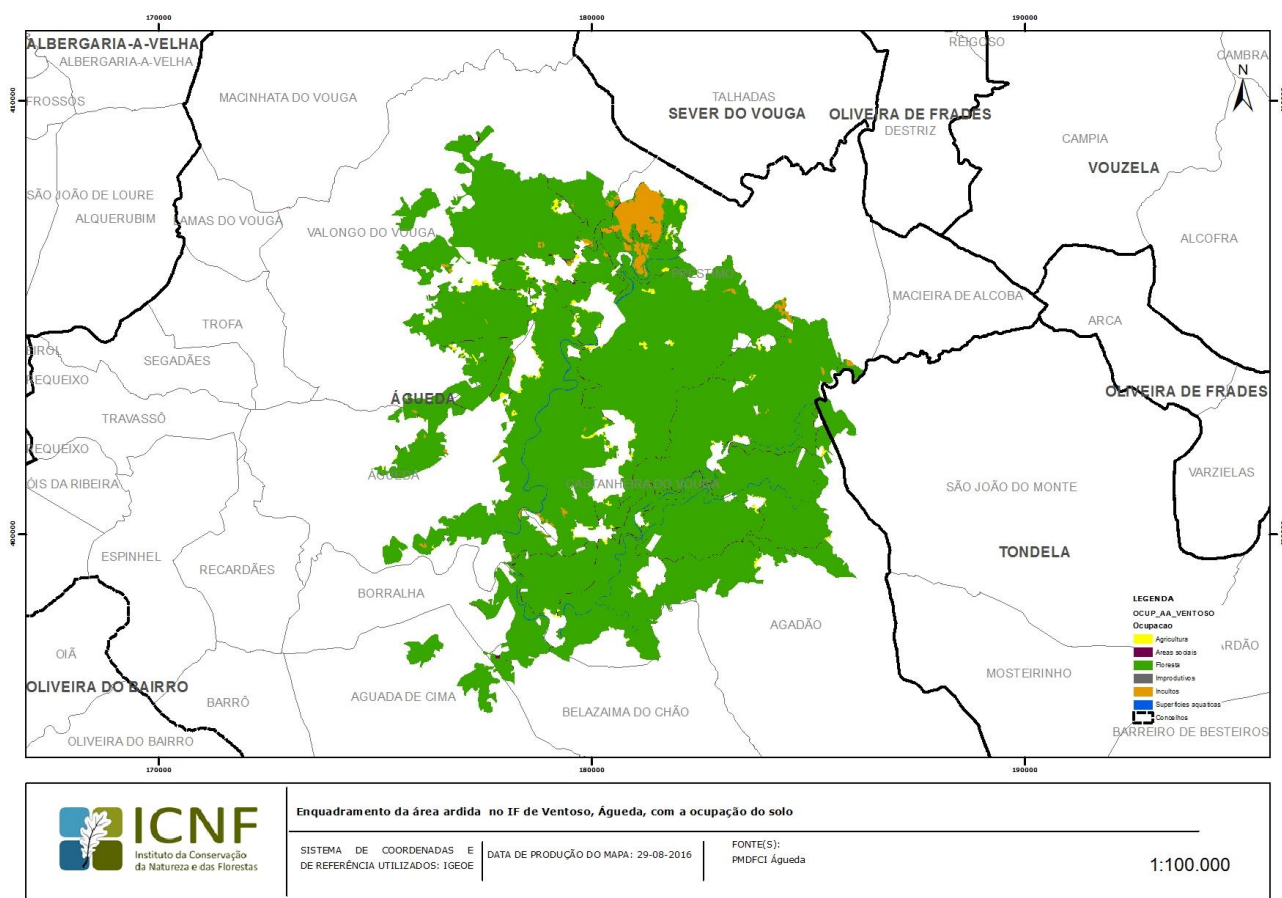 170000
180000
190000
ALBERGARIA-A-VELHA
ALBERGARIA-A-VELHA
FROSSOS
MACINHATA DO VOUGA
TALHADAS
SEVER DO VOUGA
OLIVEIRA DE FRADES
DESTRIZ
REIGOSO
CAMBRA
N
CAMPIA
VOUZELA
SÃO JOÃO DE LOURE
ALQUERUBIM
LAMAS DO VOUGA
VALONGO DO VOUGA
ALCOFRA
MACIEIRA DE ALCOBA
ARCA
TROFA
SEGADÃES
REQUEIXO
TRAVASSÔ
ÁGUEDA
OLIVEIRA DE FRADES
REQUEIXO
ÓIS DA RIBEIRA
ÁGUEDA
CASTANHEIRA DO VOUGA
SÃO JOÃO DO MONTE
VARZIELAS
400000
ESPINHEL
RECARDÃES
BORRALHA
TONDELA
AGADÃO
OIÃ
OLIVEIRA DO BAIRRO
BARRÔ
AGUADA DE CIMA
BELAZAIMA DO CHÃO
MOSTEIRINHO
OLIVEIRA DO BAIRRO
BARREIRO DE BESTEIROS
LEGENDA
OCUP_AA_VENTOSO
Ocupacao
Agricultura
Areas sociais
Floresta
Improdutivos
Incultos
Superficies aquaticas
Concelhos
170000
180000
190000
ICNF
Instituto da Conservação
da Natureza e das Florestas
Enquadramento da área ardida no IF de Ventoso, Águeda, com a ocupação do solo
SISTEMA DE COORDENADAS E
DE REFERÊNCIA UTILIZADOS: IGEOE
DATA DE PRODUÇÃO DO MAPA: 29-08-2016
FONTE(S):
PMDFCI Águeda
1:100.000